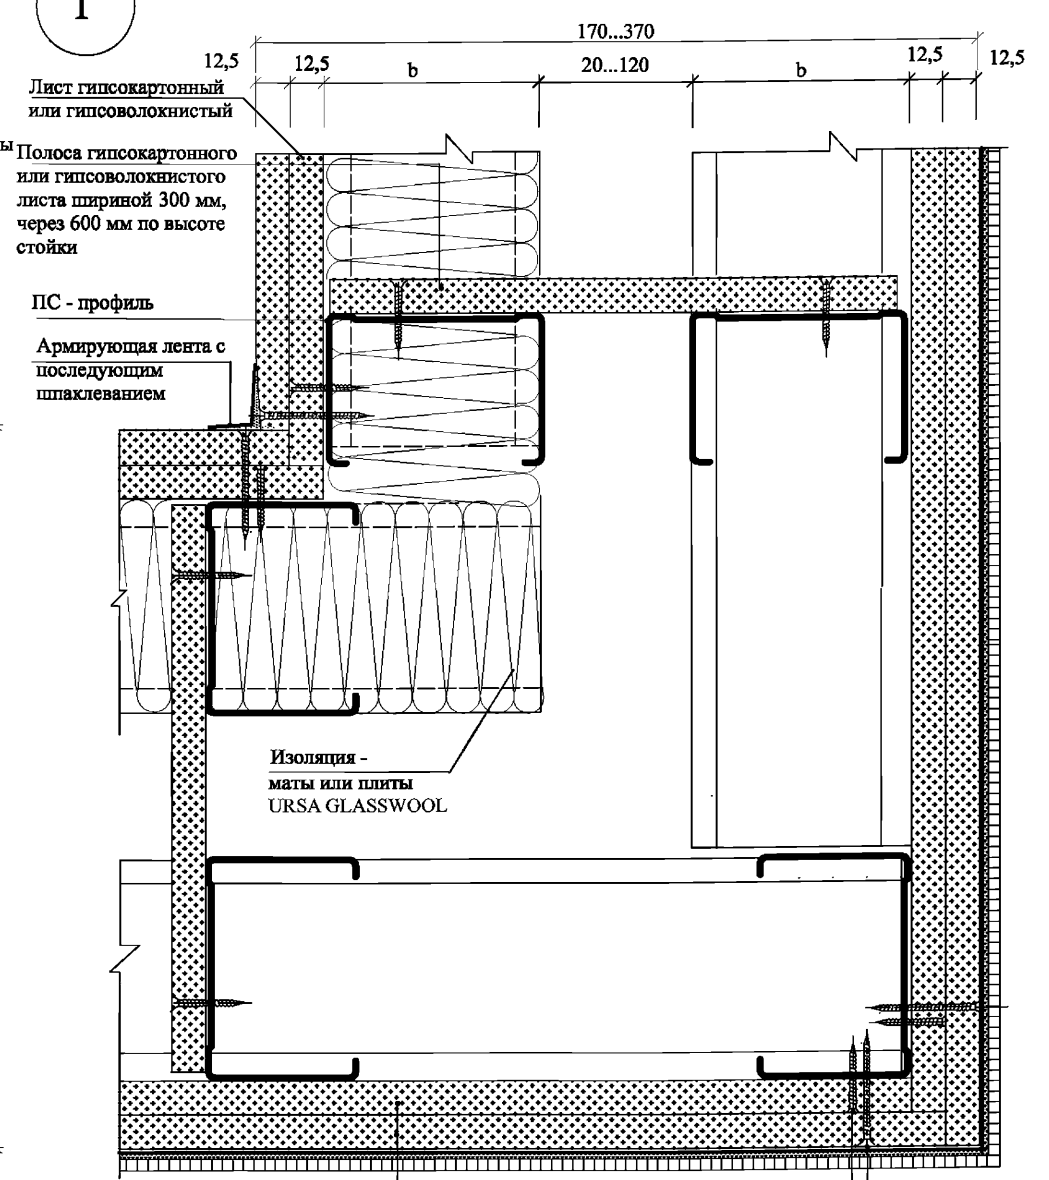 1
170...370
12,5
12,5
b
20...120
b
12,5
12,5
Лист гипсокартонный
или гипсоволокнистый
ы
Полоса гипсокартонного
или гипсоволокнистого
листа шириной 300 мм,
через 600 мм по высоте
стойки
ПС - профиль
Армирующая лента с
последующим
шпаклеванием
Изоляция -
маты или плиты
URSA GLASSWOOL